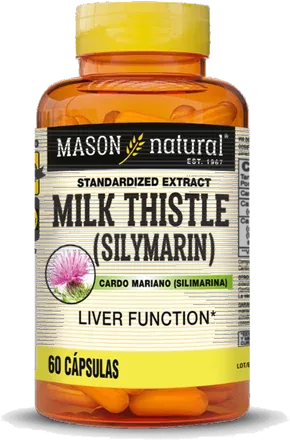 MASON natural®
EST. 1967
STANDARDIZED EXTRACT
MILK THISTLE
(SILYMARIN)
CARDO MARIANO (SILIMARINA)
LIVER FUNCTION*
60 CÁPSULAS